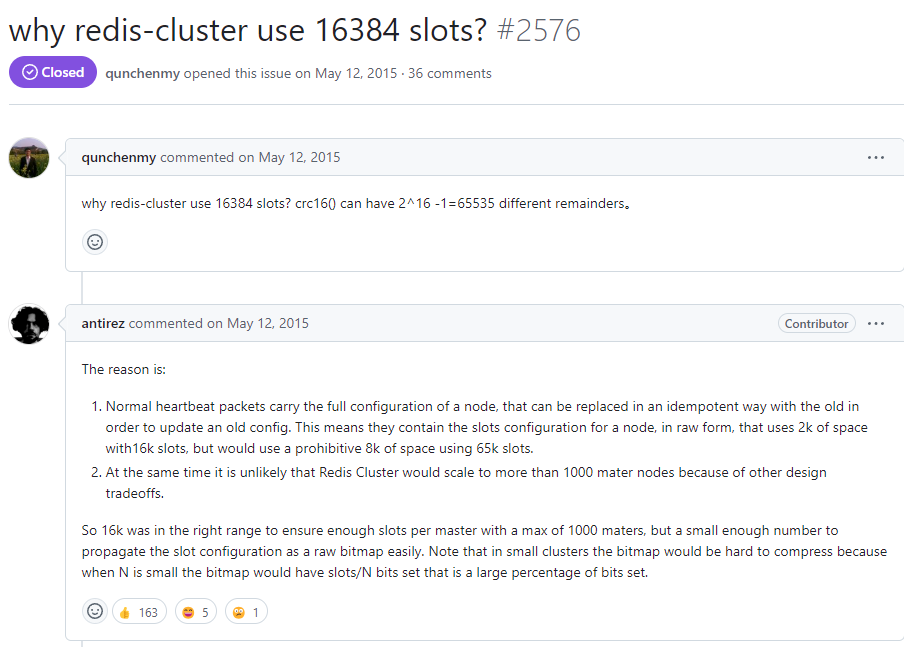 why redis-cluster use 16384 slots? #2576
Closed qunchenmy opened this issue on May 12, 2015 · 36 comments
qunchenmy commented on May 12, 2015 ···
why redis-cluster use 16384 slots? crc16() can have 2^16 -1=65535 different remainders。
antirez commented on May 12, 2015 Contributor ···
The reason is:
1. Normal heartbeat packets carry the full configuration of a node, that can be replaced in an idempotent way with the old in
order to update an old config. This means they contain the slots configuration for a node, in raw form, that uses 2k of space
with16k slots, but would use a prohibitive 8k of space using 65k slots.
2. At the same time it is unlikely that Redis Cluster would scale to more than 1000 mater nodes because of other design
tradeoffs.
So 16k was in the right range to ensure enough slots per master with a max of 1000 maters, but a small enough number to
propagate the slot configuration as a raw bitmap easily. Note that in small clusters the bitmap would be hard to compress because
when N is small the bitmap would have slots/N bits set that is a large percentage of bits set.
👍 163 😄 5 😩 1